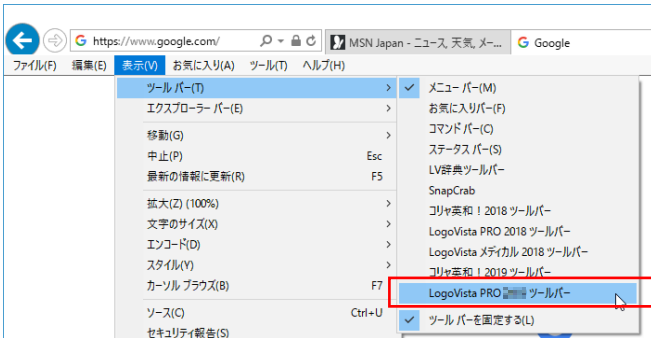 https://www.google.com/
MSN Japan - ニュース, 天気, メー...
Google
ファイル(F) 編集(E) 表示(V) お気に入り(A) ツール(T) ヘルプ(H)
ツール バー(T)
エクスプローラー バー(E)
移動(G)
中止(P) Esc
最新の情報に更新(R) F5
拡大(Z) (100%)
文字のサイズ(X)
エンコード(D)
スタイル(Y)
カーソル ブラウズ(B) F7
ソース(C) Ctrl+U
セキュリティ報告(S)
メニュー バー(M)
お気に入りバー(F)
コマンド バー(C)
ステータス バー(S)
LV辞典ツールバー
SnapCrab
コリャ英和！2018 ツールバー
LogoVista PRO 2018 ツールバー
LogoVista メディカル 2018 ツールバー
コリャ英和！2019 ツールバー
LogoVista PRO ツールバー
ツール バーを固定する(L)